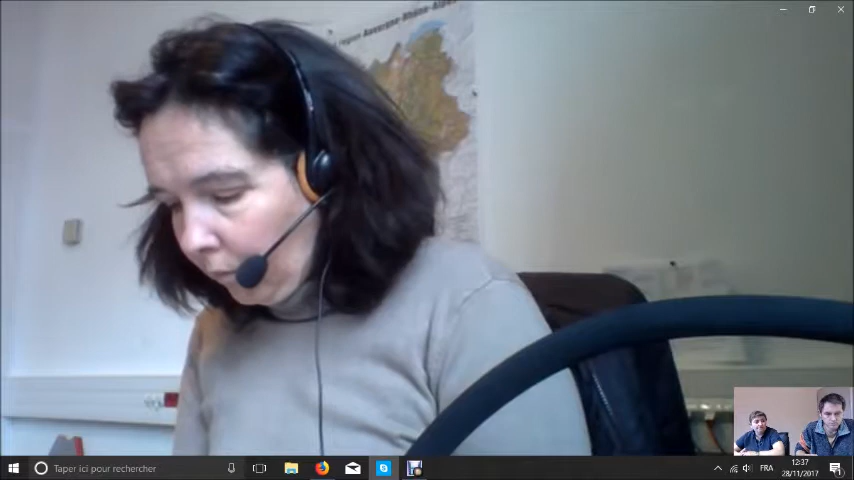 région Auvergne-Rhône-Alpes
Taper ici pour rechercher
FRA
12:37
28/11/2017